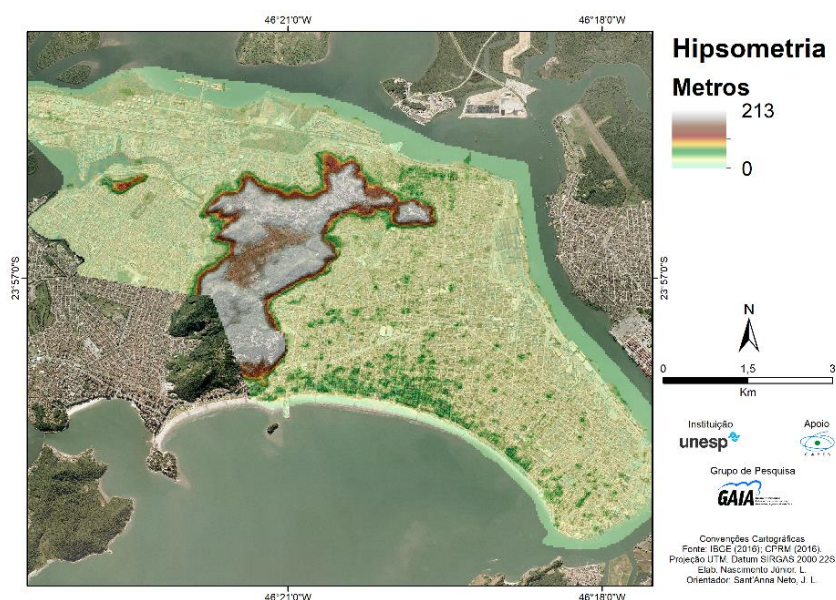 46°21'0"W
46°18'0"W
Hipsometria
Metros
213
0
23°57'0"S
23°57'0"S
N
0
1,5
3
Km
Instituição
Apoio
unesp
CAPES
Grupo de Pesquisa
GAIA
Convenções Cartográficas
Fonte: IBGE (2016); CPRM (2016).
Projeção UTM, Datum SIRGAS 2000 22S
Elab. Nascimento Júnior, L.
Orientador: Sant'Anna Neto, J. L.
46°21'0"W
46°18'0"W